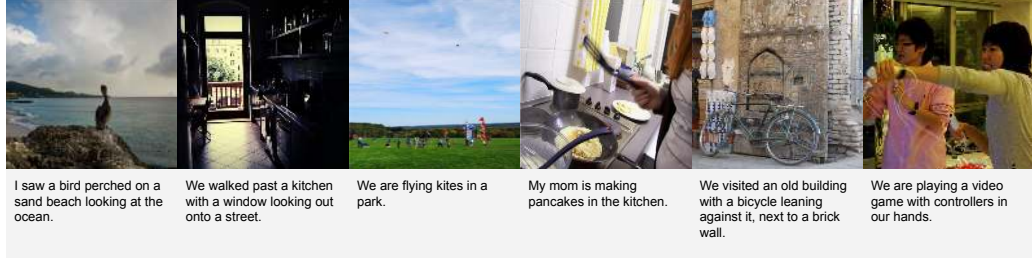 I saw a bird perched on a
sand beach looking at the
ocean.
We walked past a kitchen
with a window looking out
onto a street.
We are flying kites in a
park.
My mom is making
pancakes in the kitchen.
We visited an old building
with a bicycle leaning
against it, next to a brick
wall.
We are playing a video
game with controllers in
our hands.